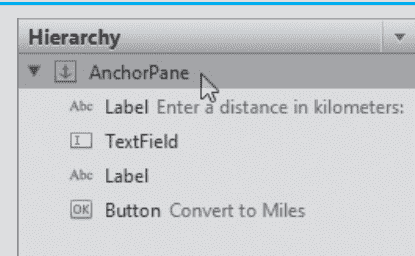 Hierarchy
AnchorPane
Abc Label Enter a distance in kilometers:
I TextField
Abc Label
OK Button Convert to Miles